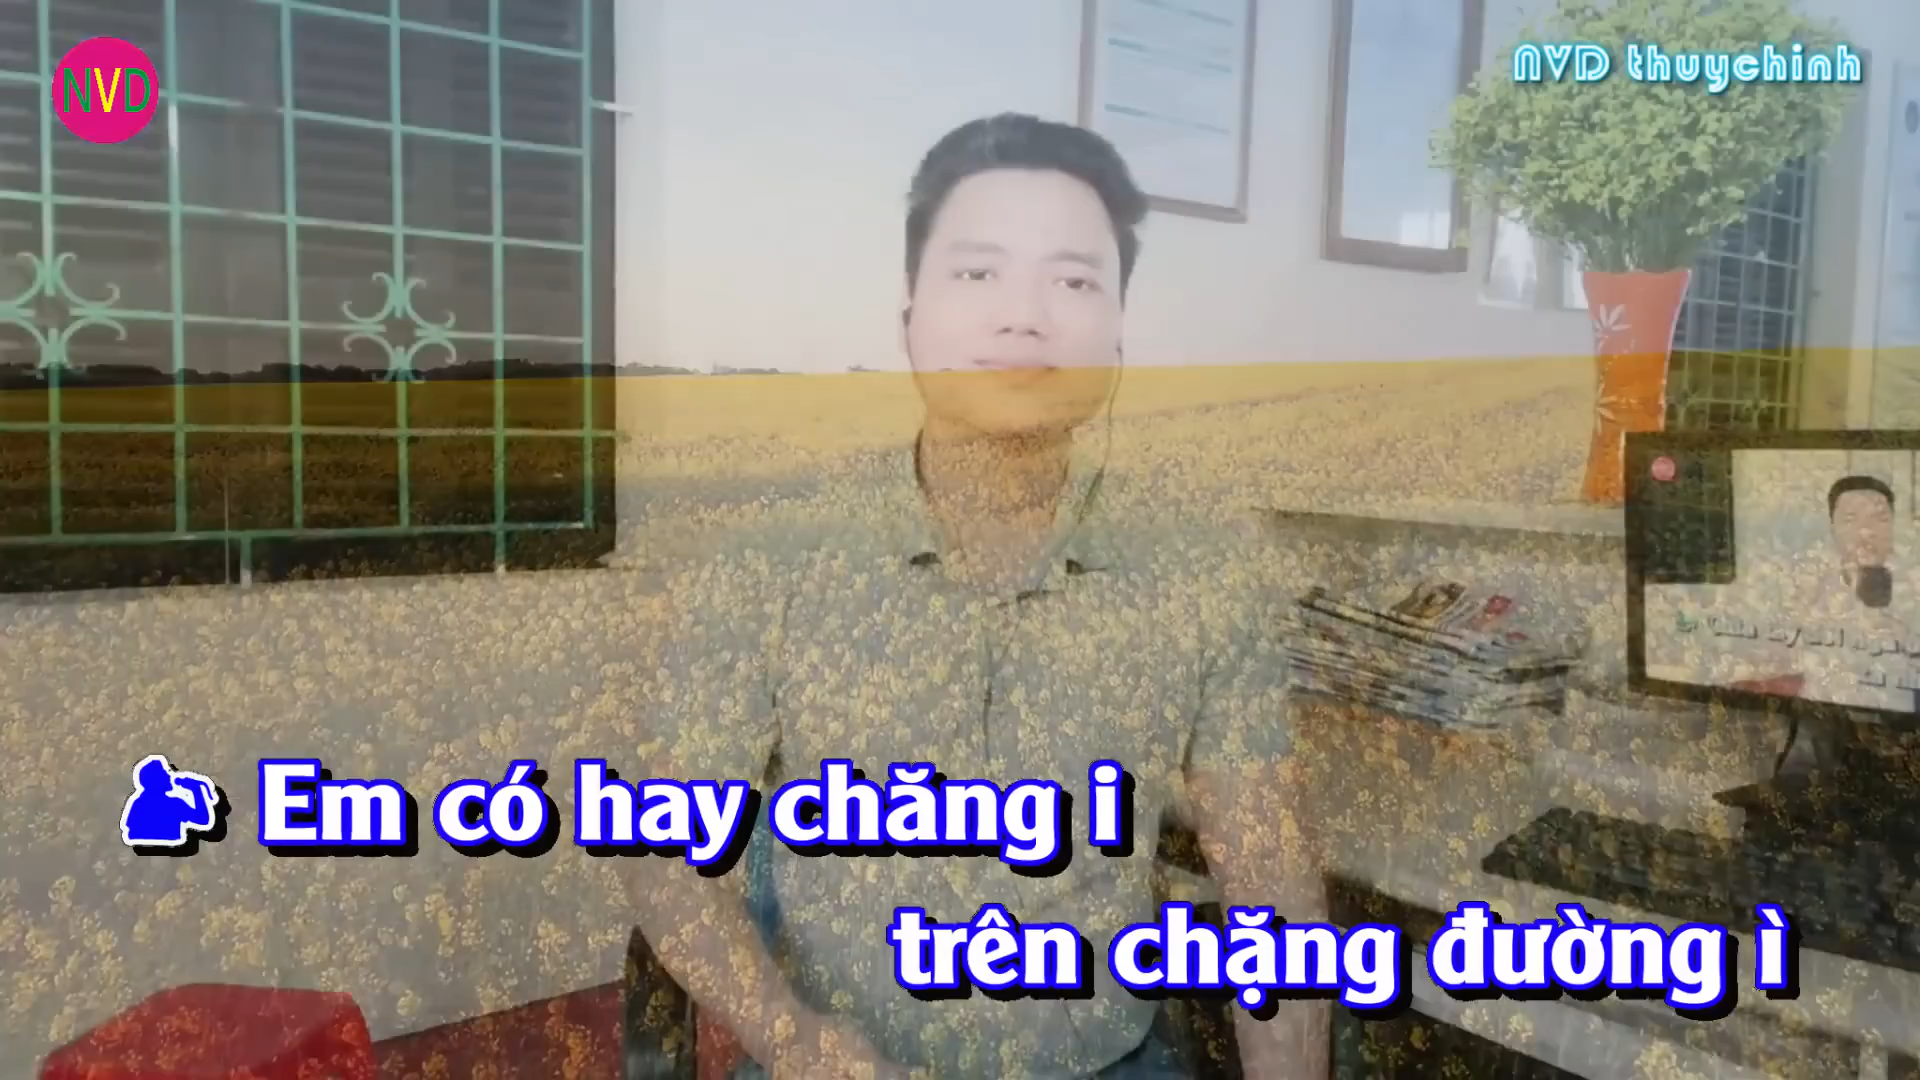 NVD
NVD thuychinh
Em có hay chăng i
trên chặng đường ì